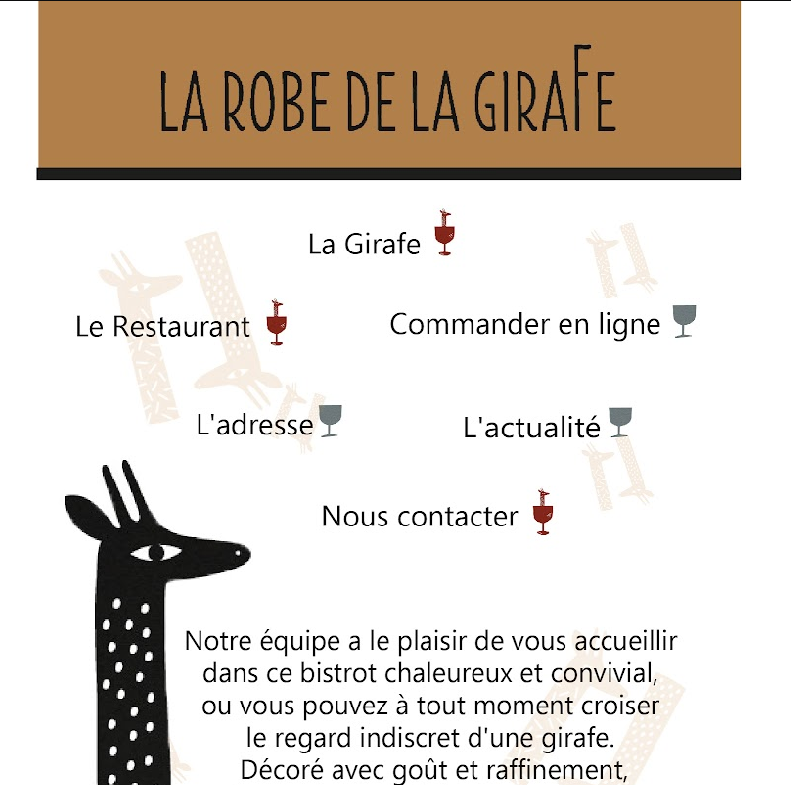 LA ROBE DE LA GIRAFE
La Girafe
Le Restaurant
Commander en ligne
L'adresse
L'actualité
Nous contacter
Notre équipe a le plaisir de vous accueillir
dans ce bistrot chaleureux et convivial,
ou vous pouvez à tout moment croiser
le regard indiscret d'une girafe.
Décoré avec goût et raffinement,